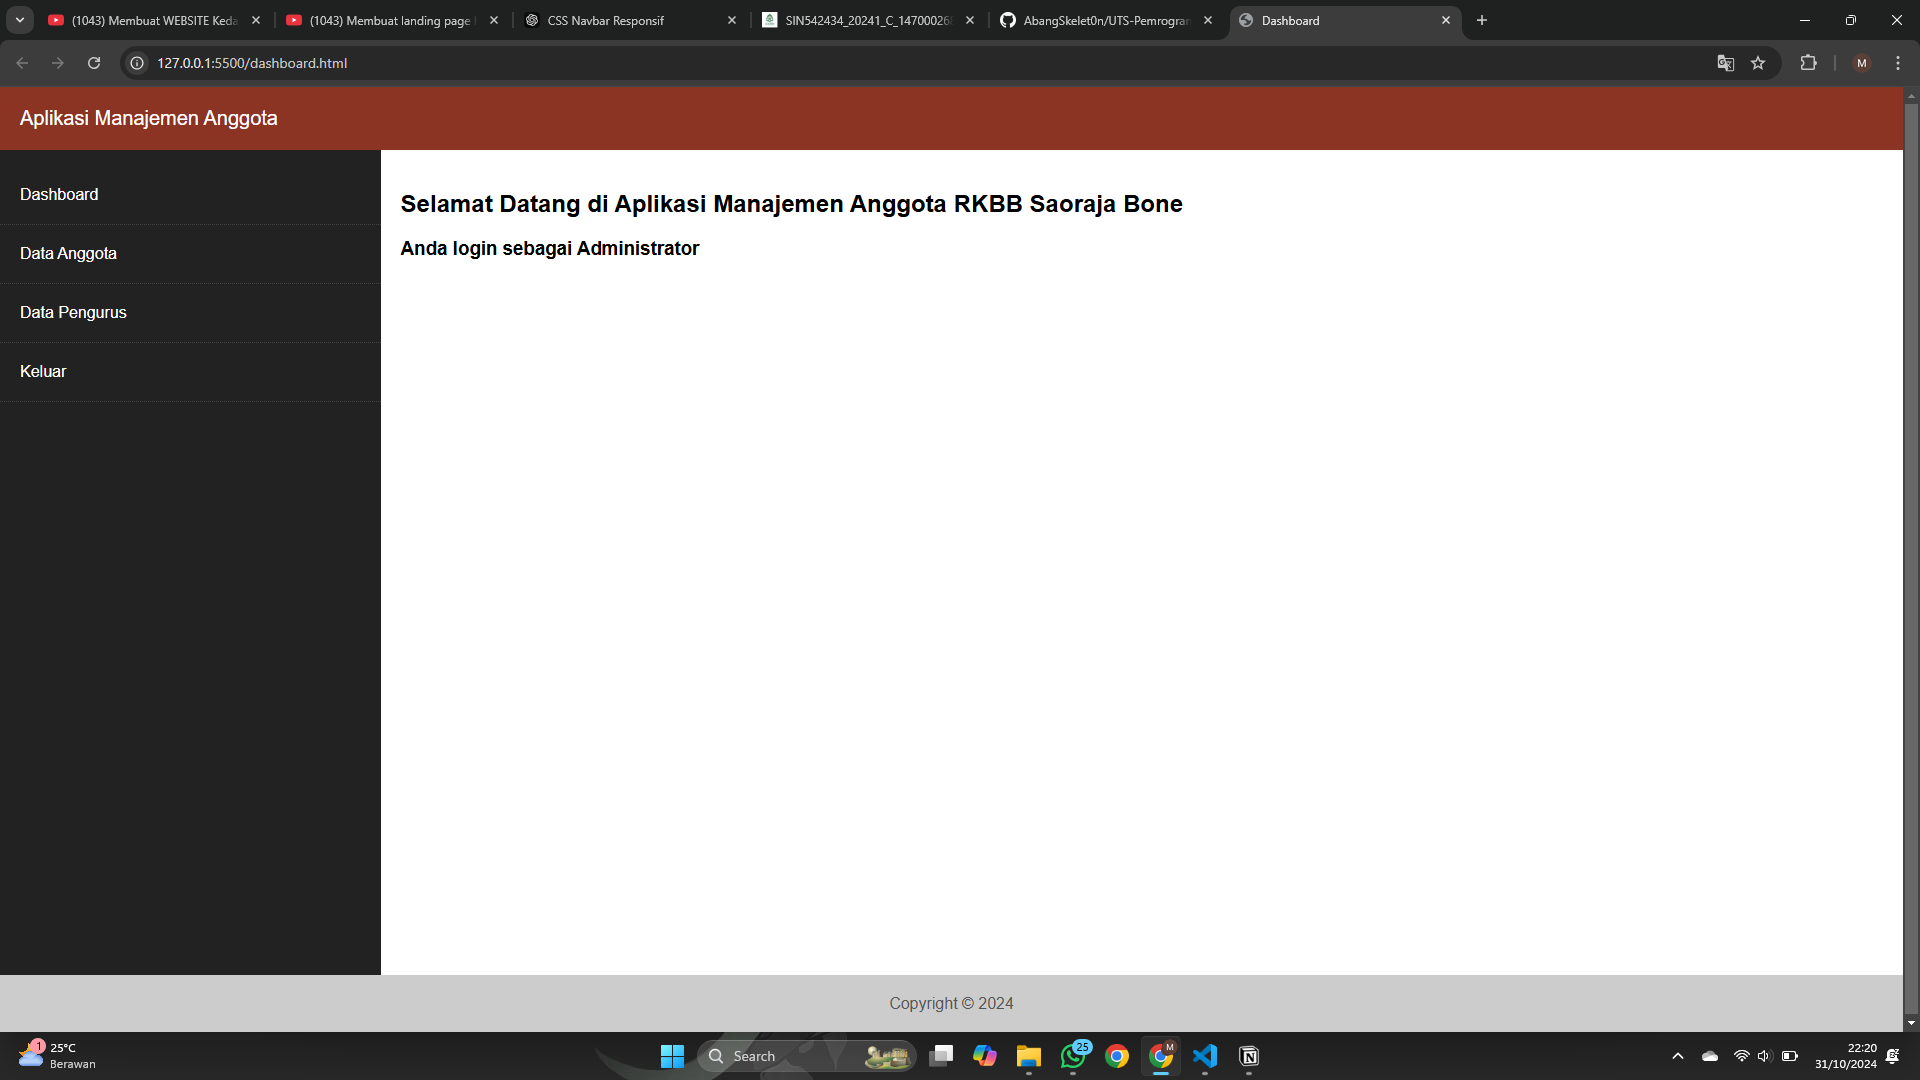 (1043) Membuat WEBSITE Keda
(1043) Membuat landing page
CSS Navbar Responsif
SIN542434_20241_C_14700026
AbangSkelet0n/UTS-Pemrogran
Dashboard
127.0.0.1:5500/dashboard.html
M
Aplikasi Manajemen Anggota
Dashboard
Data Anggota
Data Pengurus
Keluar
Selamat Datang di Aplikasi Manajemen Anggota RKBB Saoraja Bone
Anda login sebagai Administrator
Copyright © 2024
1
25°C
Berawan
Search
25
M
22:20
31/10/2024